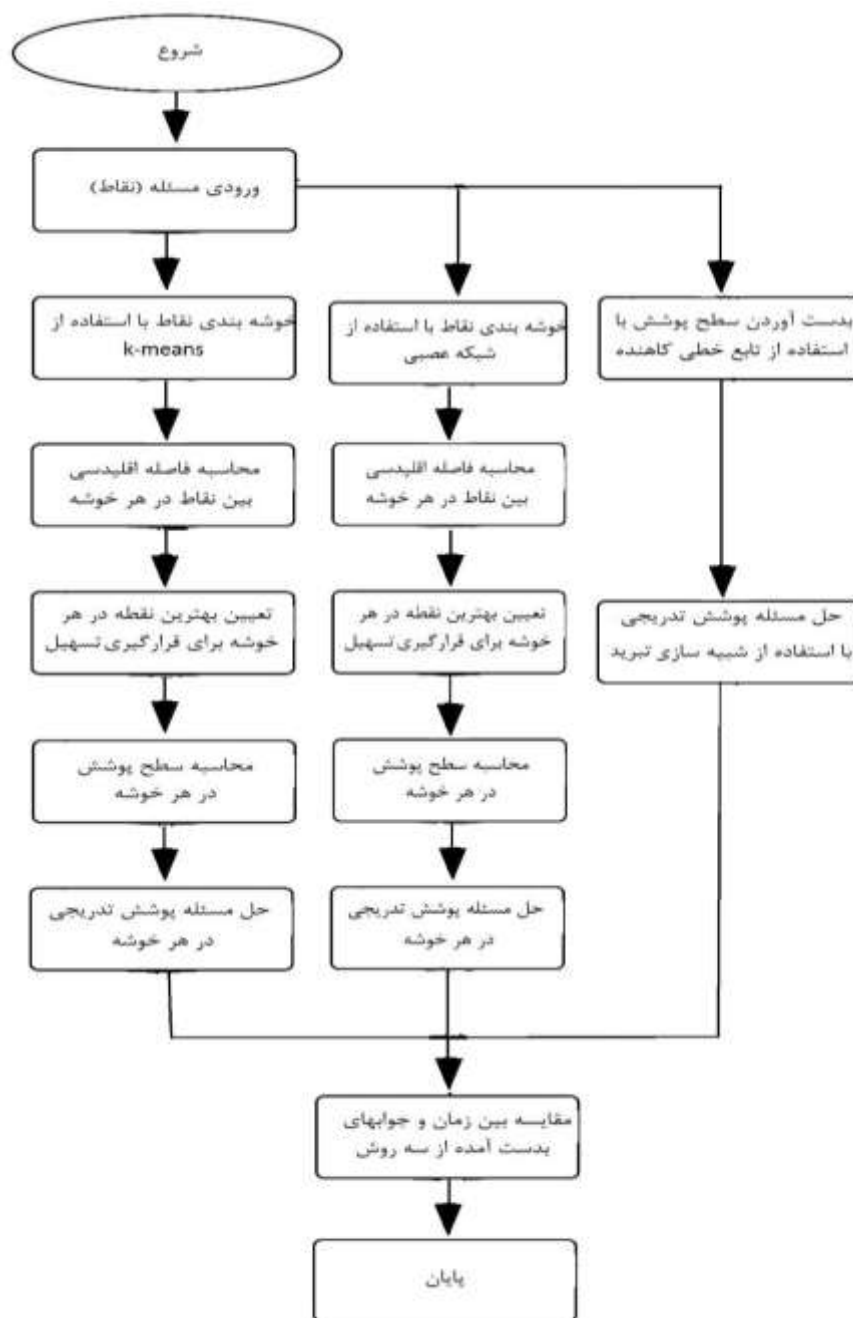 شروع
ورودی مسئله (نقاط)
خوشه بندی نقاط با استفاده از
k-means
محاسبه فاصله اقلیدسی
بین نقاط در هر خوشه
تعیین بهترین نقطه در هر
خوشه برای قرارگیری تسهیل
محاسبه سطح پوشش
در هر خوشه
حل مسئله پوشش تدریجی
در هر خوشه
خوشه بندی نقاط با استفاده از
شبکه عصبی
محاسبه فاصله اقلیدسی
بین نقاط در هر خوشه
تعیین بهترین نقطه در هر
خوشه برای قرارگیری تسهیل
محاسبه سطح پوشش
در هر خوشه
حل مسئله پوشش تدریجی
در هر خوشه
بدست آوردن سطح پوشش با
استفاده از تابع خطی کاهنده
حل مسئله پوشش تدریجی
با استفاده از شبیه سازی تبرید
مقایسه بین زمان و جوابهای
بدست آمده از سه روش
پایان